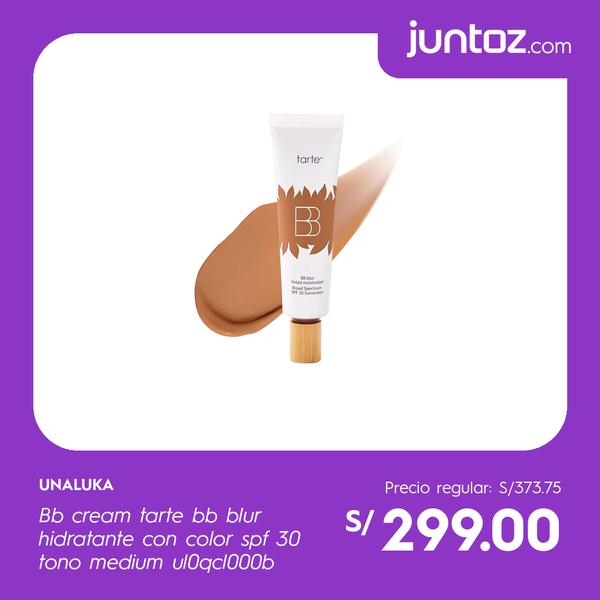 juntoz.com
tarte™
BB
BB blur
tinted moisturizer
Broad Spectrum
SPF 30 Sunscreen
UNALUKA
Bb cream tarte bb blur
hidratante con color spf 30
tono medium ul0qcl000b
Precio regular: S/373.75
S/ 299.00